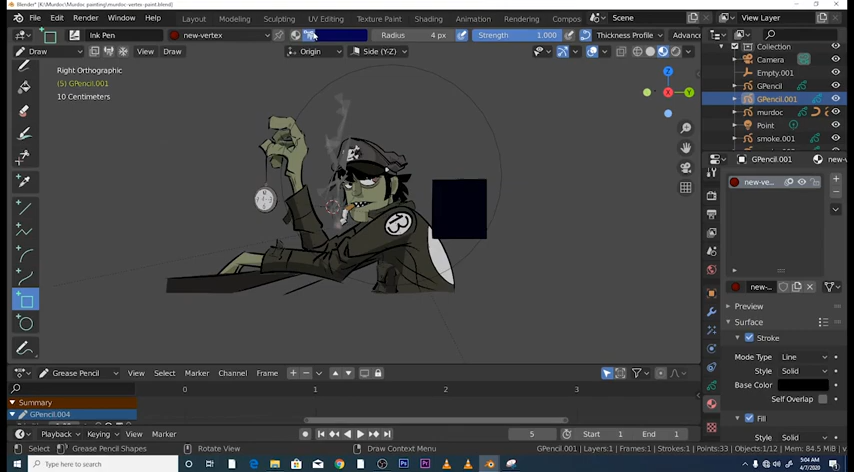 Blender* [E:\Murdoc\Murdoc painting\murdoc-vertex-paint.blend]
File Edit Render Window Help Layout Modeling Sculpting UV Editing Texture Paint Shading Animation Rendering Compos Scene View Layer
Ink Pen new-vertex Radius 4 px Strength 1.000 Thickness Profile Advanc
Draw View Draw Origin Side (Y-Z)
Right Orthographic
(5) GPencil.001
10 Centimeters
Z
X
Y
13
Collection
Camera
Empty.001
GPencil
GPencil.001
murdoc
Point
smoke.001
GPencil.001 new-v
new-ve...
new-...
Preview
Surface
Stroke
Mode Type Line
Style Solid
Base Color
Self Overlap
Fill
Style Solid
Grease Pencil View Select Marker Channel Frame
0 1 2 3
Summary
GPencil.004
Playback Keying View Marker 5 Start 1 End 1
Select Grease Pencil Shapes Rotate View Draw Context Menu GPencil.001 | Layers:1 | Frames:1 | Strokes:1 | Points:33 | Objects:1/12 | Mem: 84.5 MiB
Type here to search
5:04 AM
4/7/2020